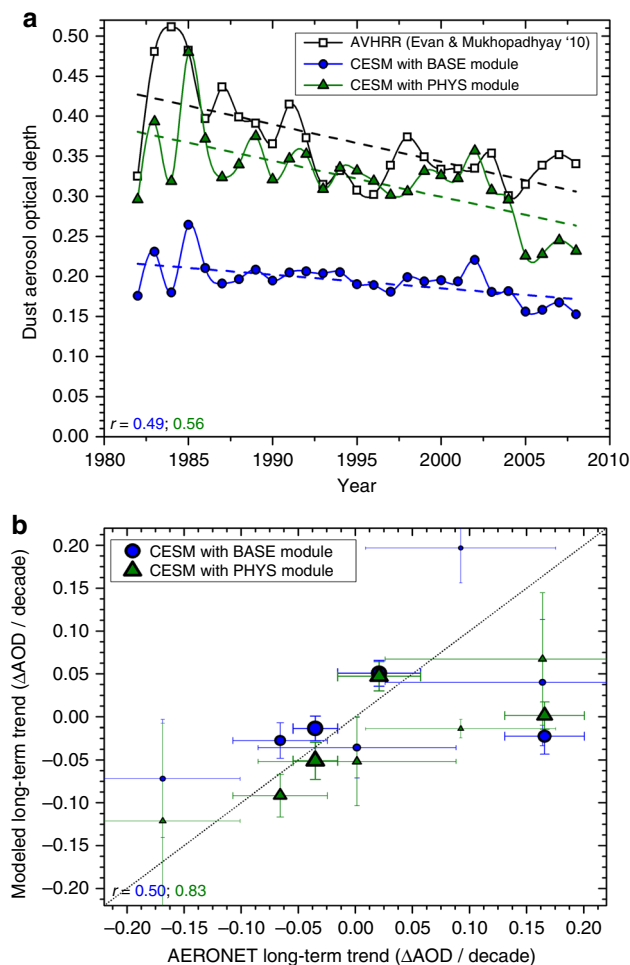 a
0.50
0.45
0.40
0.35
0.30
0.25
0.20
0.15
0.10
0.05
0.00
Dust aerosol optical depth
AVHRR (Evan & Mukhopadhyay ‘10)
CESM with BASE module
CESM with PHYS module
r = 0.49; 0.56
1980 1985 1990 1995 2000 2005 2010
Year
b
0.20
0.15
0.10
0.05
0.00
–0.05
–0.10
–0.15
–0.20
Modeled long-term trend (ΔAOD / decade)
CESM with BASE module
CESM with PHYS module
r = 0.50; 0.83
–0.20 –0.15 –0.10 –0.05 0.00 0.05 0.10 0.15 0.20
AERONET long-term trend (ΔAOD / decade)